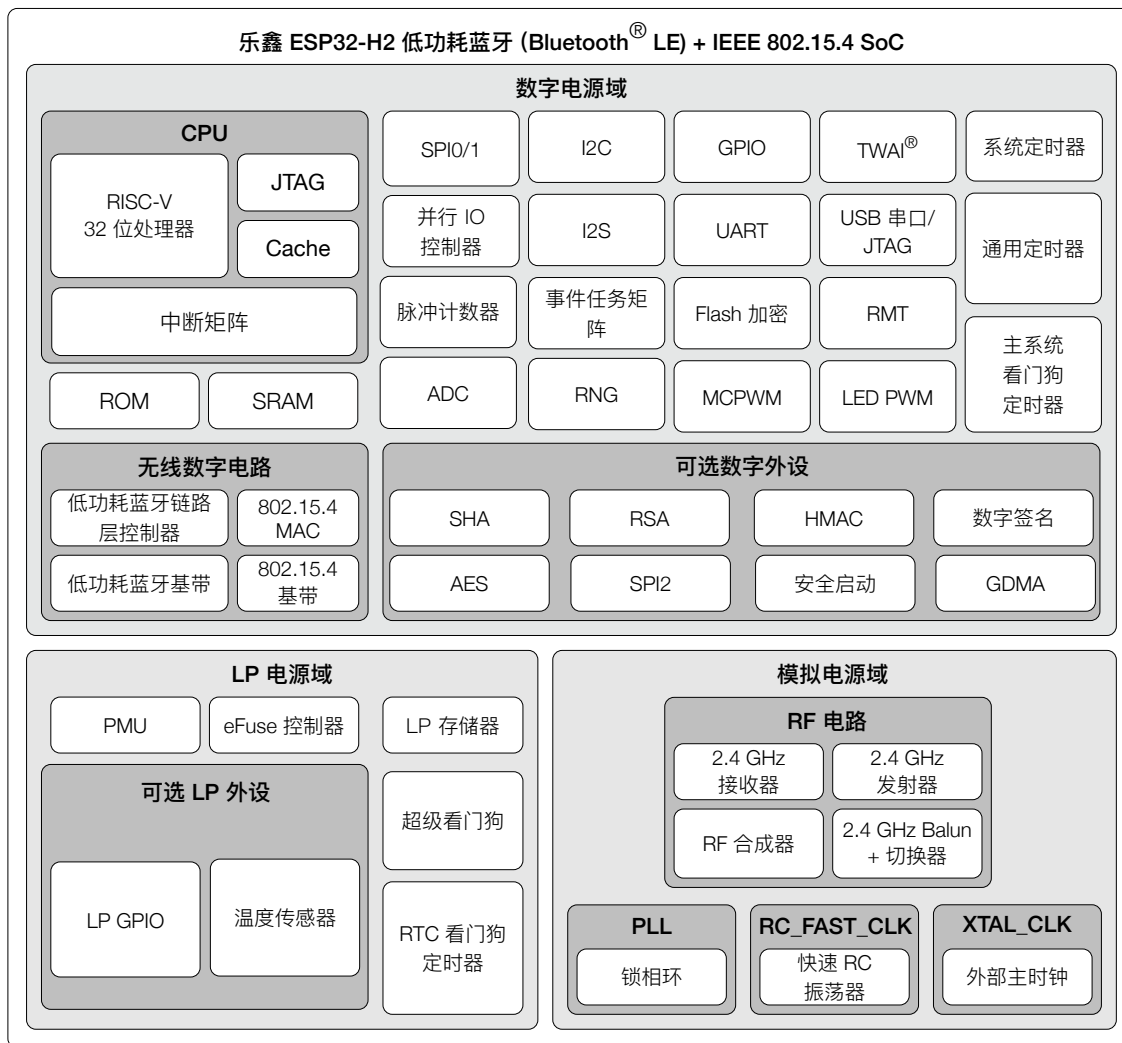 乐鑫 ESP32-H2 低功耗蓝牙 (Bluetooth® LE) + IEEE 802.15.4 SoC
数字电源域
CPU
RISC-V
32 位处理器
JTAG
Cache
中断矩阵
ROM
SRAM
SPI0/1
I2C
GPIO
TWAI®
系统定时器
并行 IO
控制器
I2S
UART
USB 串口/
JTAG
通用定时器
脉冲计数器
事件任务矩
阵
Flash 加密
RMT
主系统
看门狗
定时器
ADC
RNG
MCPWM
LED PWM
无线数字电路
低功耗蓝牙链路
层控制器
802.15.4
MAC
低功耗蓝牙基带
802.15.4
基带
可选数字外设
SHA
RSA
HMAC
数字签名
AES
SPI2
安全启动
GDMA
LP 电源域
PMU
eFuse 控制器
LP 存储器
可选 LP 外设
LP GPIO
温度传感器
超级看门狗
RTC 看门狗
定时器
模拟电源域
RF 电路
2.4 GHz
接收器
2.4 GHz
发射器
RF 合成器
2.4 GHz Balun
+ 切换器
PLL
锁相环
RC_FAST_CLK
快速 RC
振荡器
XTAL_CLK
外部主时钟